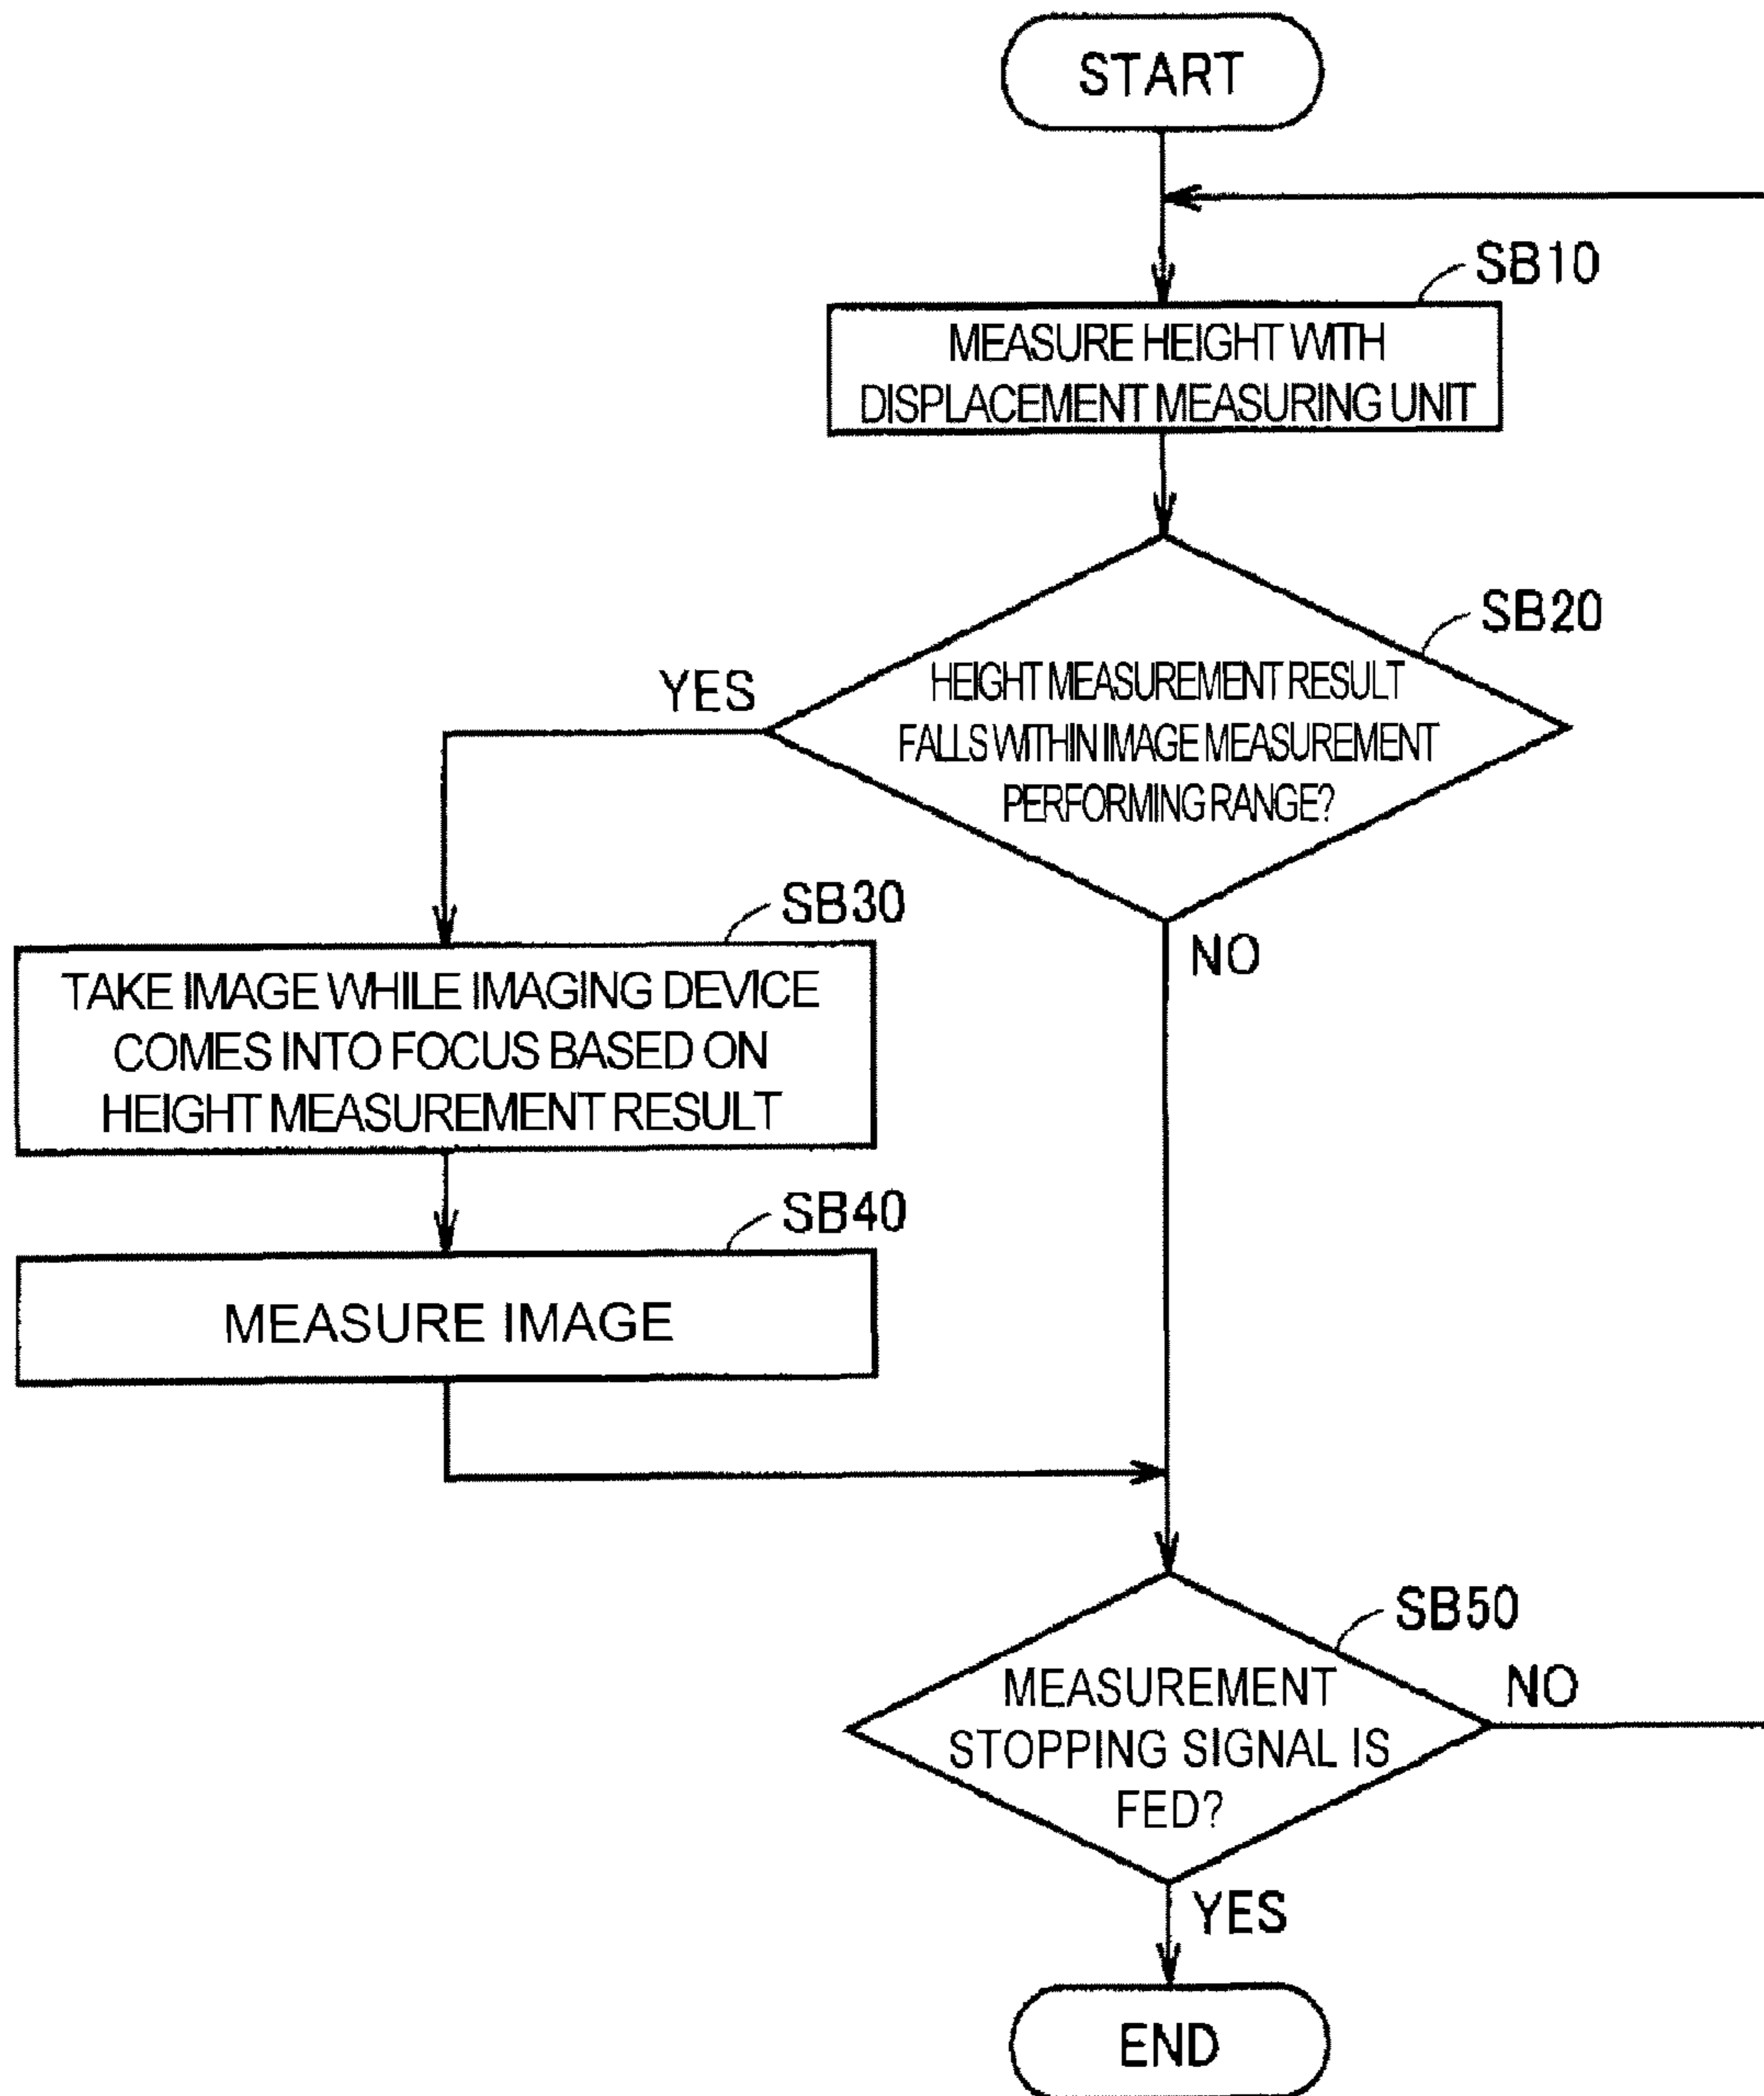 START
SB10
MEASURE HEIGHT WITH
DISPLACEMENT MEASURING UNIT
SB20
HEIGHT MEASUREMENT RESULT
FALLS WITHIN IMAGE MEASUREMENT
PERFORMING RANGE?
YES
NO
SB30
TAKE IMAGE WHILE IMAGING DEVICE
COMES INTO FOCUS BASED ON
HEIGHT MEASUREMENT RESULT
SB40
MEASURE IMAGE
SB50
MEASUREMENT
STOPPING SIGNAL IS
FED?
NO
YES
END